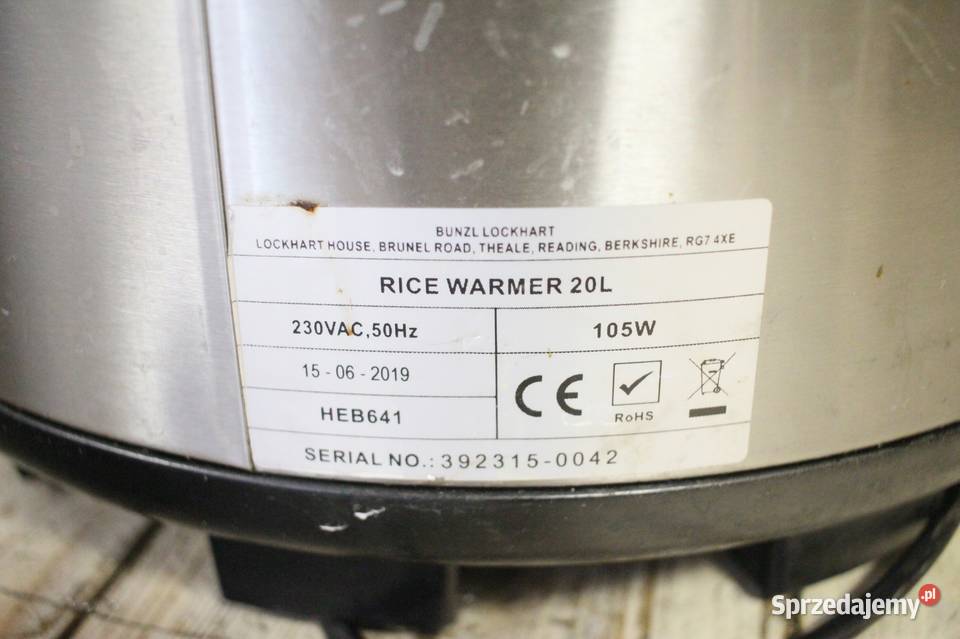 BUNZL LOCKHART
LOCKHART HOUSE, BRUNEL ROAD, THEALE, READING, BERKSHIRE, RG7 4XE
RICE WARMER 20L
230VAC,50Hz
105W
15 - 06 - 2019
HEB641
CE
RoHS
SERIAL NO.: 392315-0042
Sprzedajemy.pl